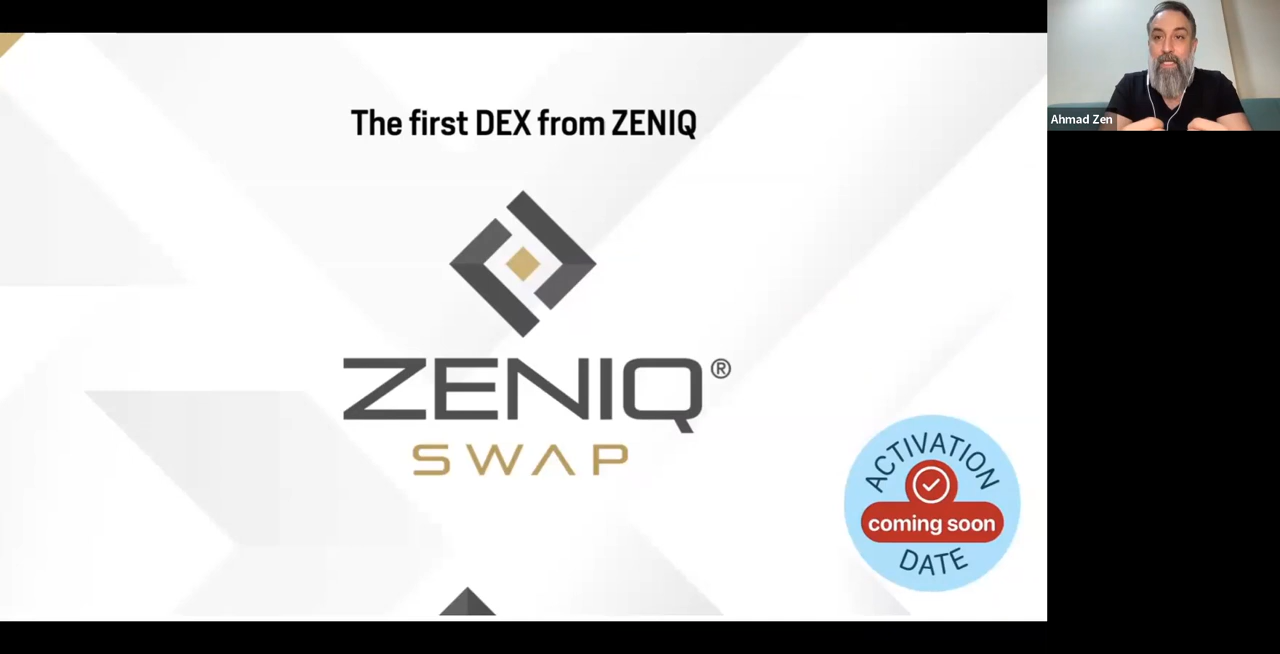 The first DEX from ZENIQ
ZENIQ®
SWAP
ACTIVATION
coming soon
DATE
Ahmad Zen